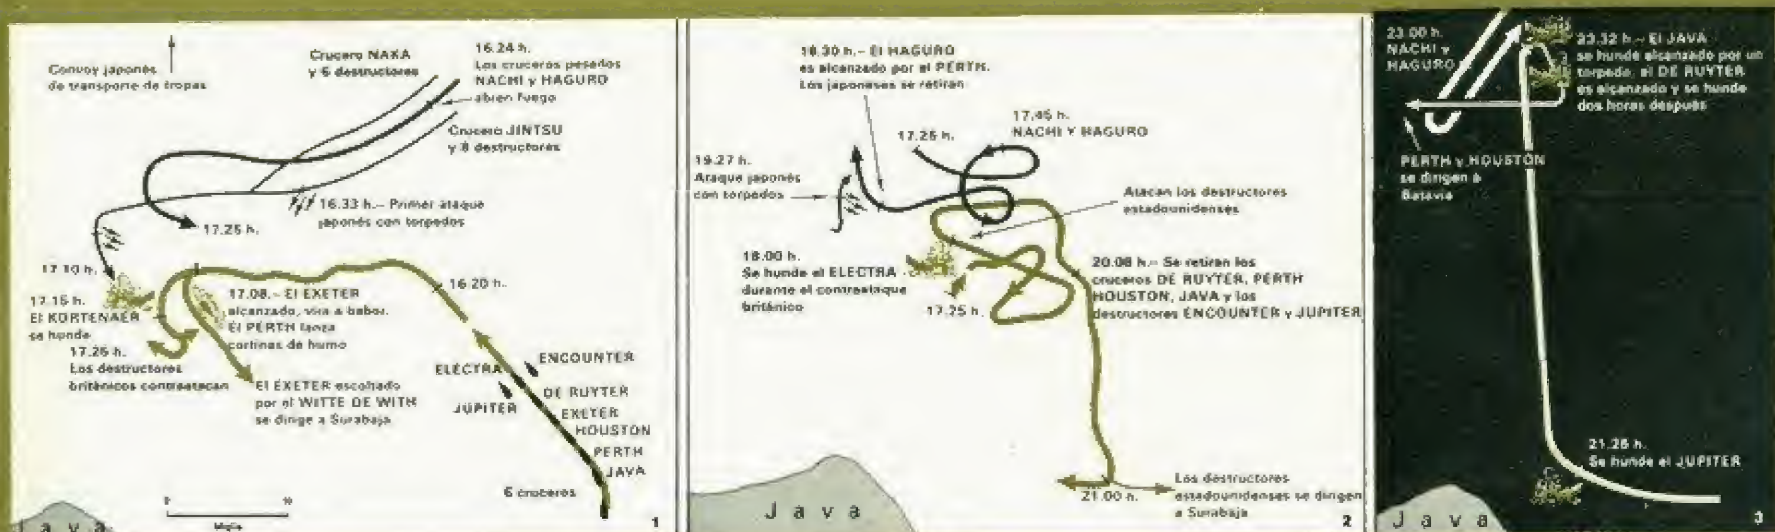 Convoy japonés
de transporte de tropas
Crucero NAKA
y 6 destructores
16.24 h.
Los cruceros pesados
NACHI y HAGURO
abren fuego
Crucero JINTSU
y 8 destructores
16.33 h.– Primer ataque
japonés con torpedos
17.25 h.
17.10 h.
17.15 h.
El KORTENAER
se hunde
17.08.– El EXETER
alcanzado, vira a babor.
El PERTH lanza
cortinas de humo
16.20 h.
17.25 h.
Los destructores
británicos contraatacan
El EXETER escoltado
por el WITTE DE WITH
se dirige a Surabaja
ELECTRA
ENCOUNTER
JUPITER
DE RUYTER
EXETER
HOUSTON
PERTH
JAVA
6 cruceros
0
10
Millas
Java
1
18.30 h.– El HAGURO
es alcanzado por el PERTH.
Los japoneses se retiran
17.45 h.
NACHI Y HAGURO
17.25 h.
19.27 h.
Ataque japonés
con torpedos
Atacan los destructores
estadounidenses
18.00 h.
Se hunde el ELECTRA
durante el contraataque
británico
17.25 h.
20.08 h.– Se retiran los
cruceros DE RUYTER, PERTH
HOUSTON, JAVA y los
destructores ENCOUNTER y JUPITER
21.00 h.
Los destructores
estadounidenses se dirigen
a Surabaja
Java
2
23.00 h.
NACHI y
HAGURO
23.32 h.– El JAVA
se hunde alcanzado por un
torpedo, el DE RUYTER
es alcanzado y se hunde
dos horas después
PERTH y HOUSTON
se dirigen a
Batavia
21.25 h.
Se hunde el JUPITER
Java
3